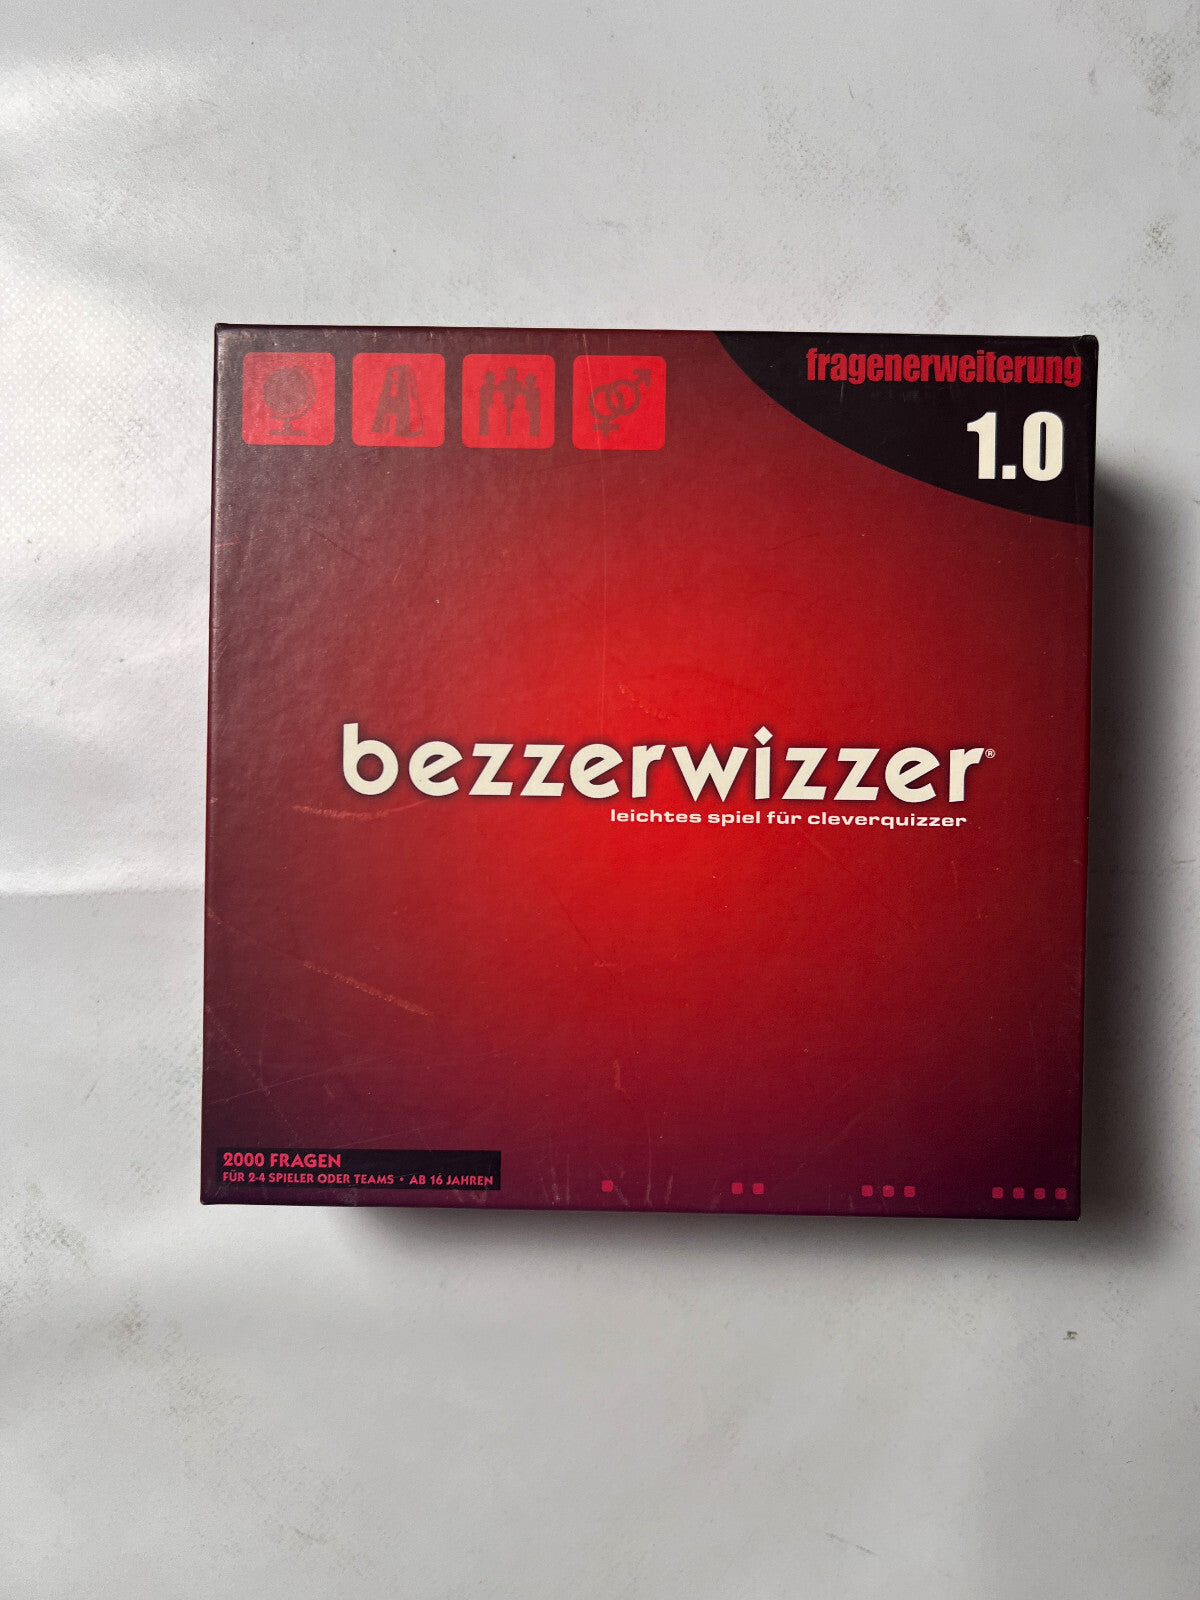 fragenerweiterung
1.0
bezzerwizzer®
leichtes spiel für cleverquizzer
2000 FRAGEN
FÜR 2-4 SPIELER ODER TEAMS • AB 16 JAHREN